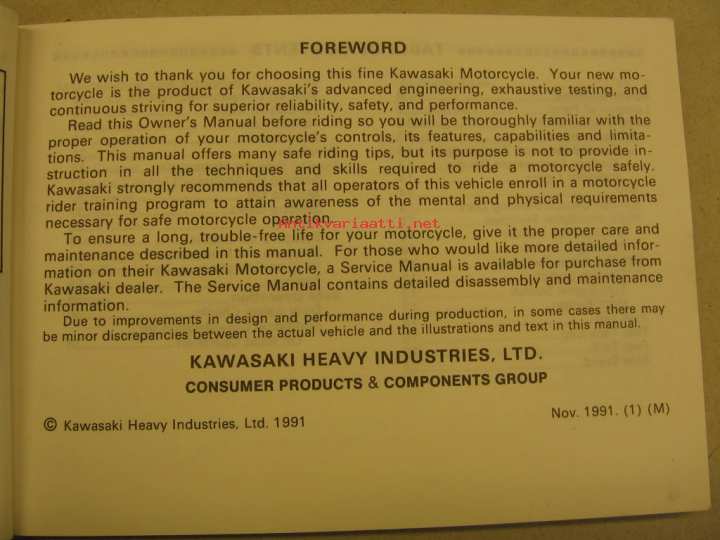 FOREWORD
We wish to thank you for choosing this fine Kawasaki Motorcycle. Your new mo-
torcycle is the product of Kawasaki's advanced engineering, exhaustive testing, and
continuous striving for superior reliability, safety, and performance.
Read this Owner's Manual before riding so you will be thoroughly familiar with the
proper operation of your motorcycle's controls, its features, capabilities and limita-
tions. This manual offers many safe riding tips, but its purpose is not to provide in-
struction in all the techniques and skills required to ride a motorcycle safely.
Kawasaki strongly recommends that all operators of this vehicle enroll in a motorcycle
rider training program to attain awareness of the mental and physical requirements
necessary for safe motorcycle operation.
Antikvariaatti.net
To ensure a long, trouble-free life for your motorcycle, give it the proper care and
maintenance described in this manual. For those who would like more detailed infor-
mation on their Kawasaki Motorcycle, a Service Manual is available for purchase from
Kawasaki dealer. The Service Manual contains detailed disassembly and maintenance
information.
Due to improvements in design and performance during production, in some cases there may
be minor discrepancies between the actual vehicle and the illustrations and text in this manual.
KAWASAKI HEAVY INDUSTRIES, LTD.
CONSUMER PRODUCTS & COMPONENTS GROUP
© Kawasaki Heavy Industries, Ltd. 1991
Nov. 1991. (1) (M)